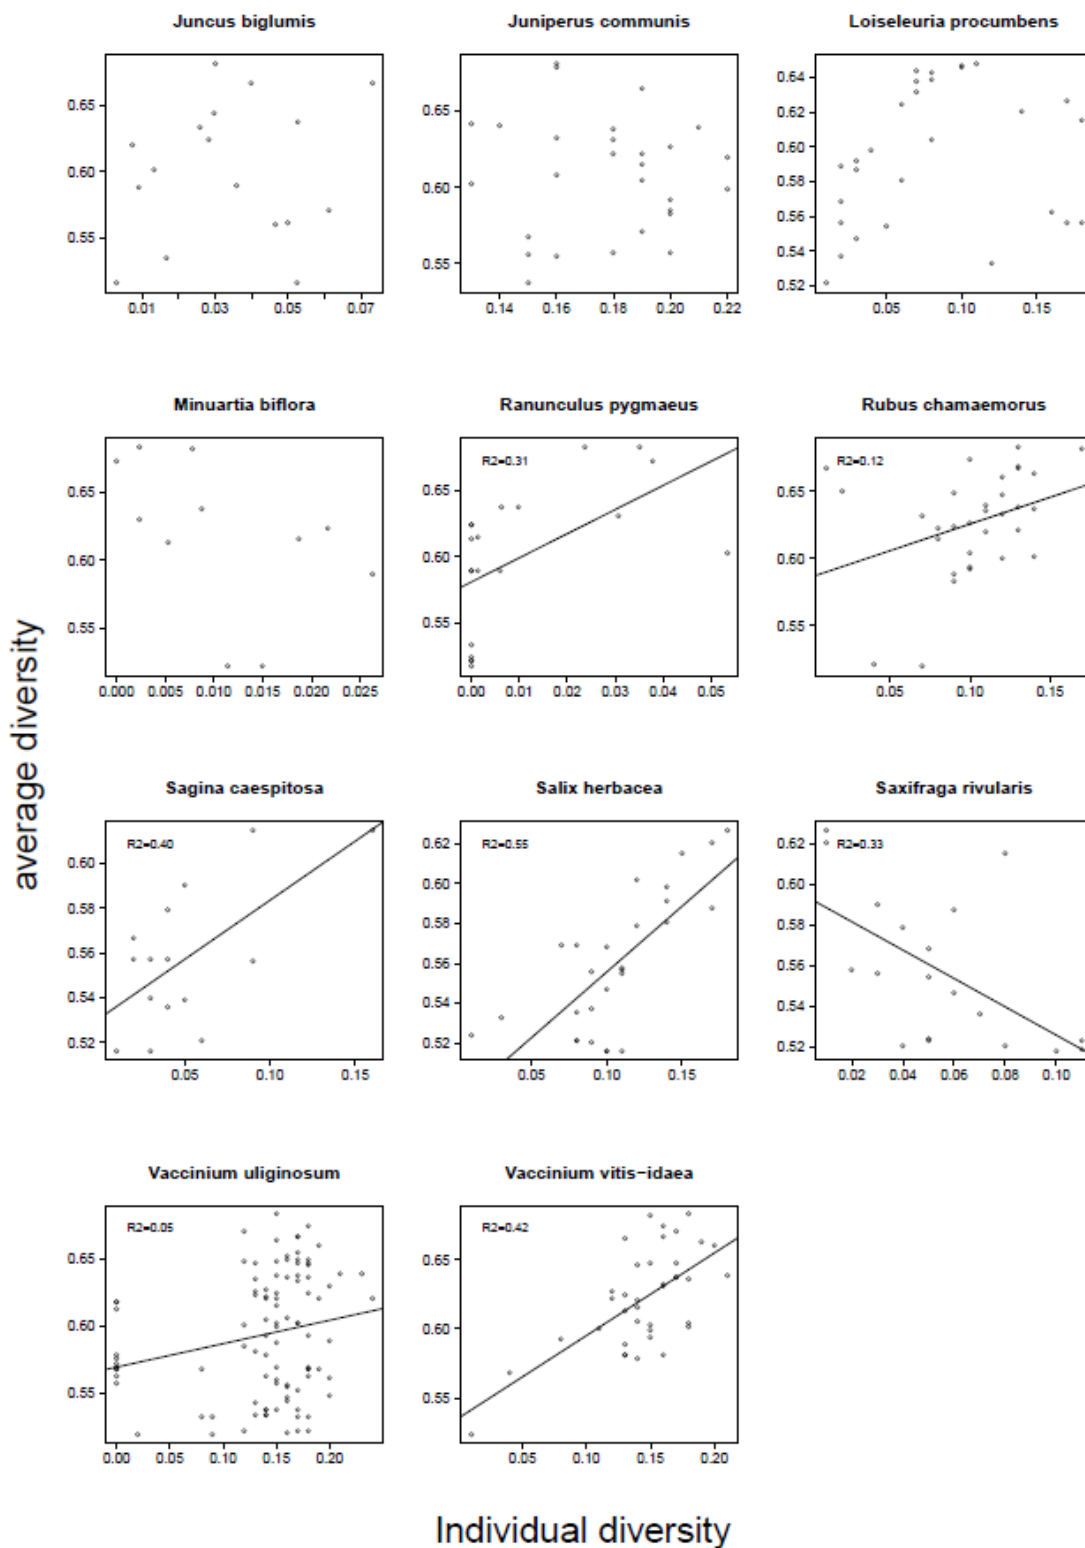 Juncus biglumis
0.65
0.60
0.55
0.01 0.03 0.05 0.07
Juniperus communis
0.65
0.60
0.55
0.14 0.16 0.18 0.20 0.22
Loiseleuria procumbens
0.64
0.62
0.60
0.58
0.56
0.54
0.52
0.05 0.10 0.15
Minuartia biflora
0.65
0.60
0.55
0.000 0.005 0.010 0.015 0.020 0.025
Ranunculus pygmaeus
R2=0.31
0.65
0.60
0.55
0.00 0.01 0.02 0.03 0.04 0.05
Rubus chamaemorus
R2=0.12
0.65
0.60
0.55
0.05 0.10 0.15
average diversity
Sagina caespitosa
R2=0.40
0.60
0.58
0.56
0.54
0.52
0.05 0.10 0.15
Salix herbacea
R2=0.55
0.62
0.60
0.58
0.56
0.54
0.52
0.05 0.10 0.15
Saxifraga rivularis
R2=0.33
0.62
0.60
0.58
0.56
0.54
0.52
0.02 0.04 0.06 0.08 0.10
Vaccinium uliginosum
R2=0.05
0.65
0.60
0.55
0.00 0.05 0.10 0.15 0.20
Vaccinium vitis-idaea
R2=0.42
0.65
0.60
0.55
0.05 0.10 0.15 0.20
Individual diversity